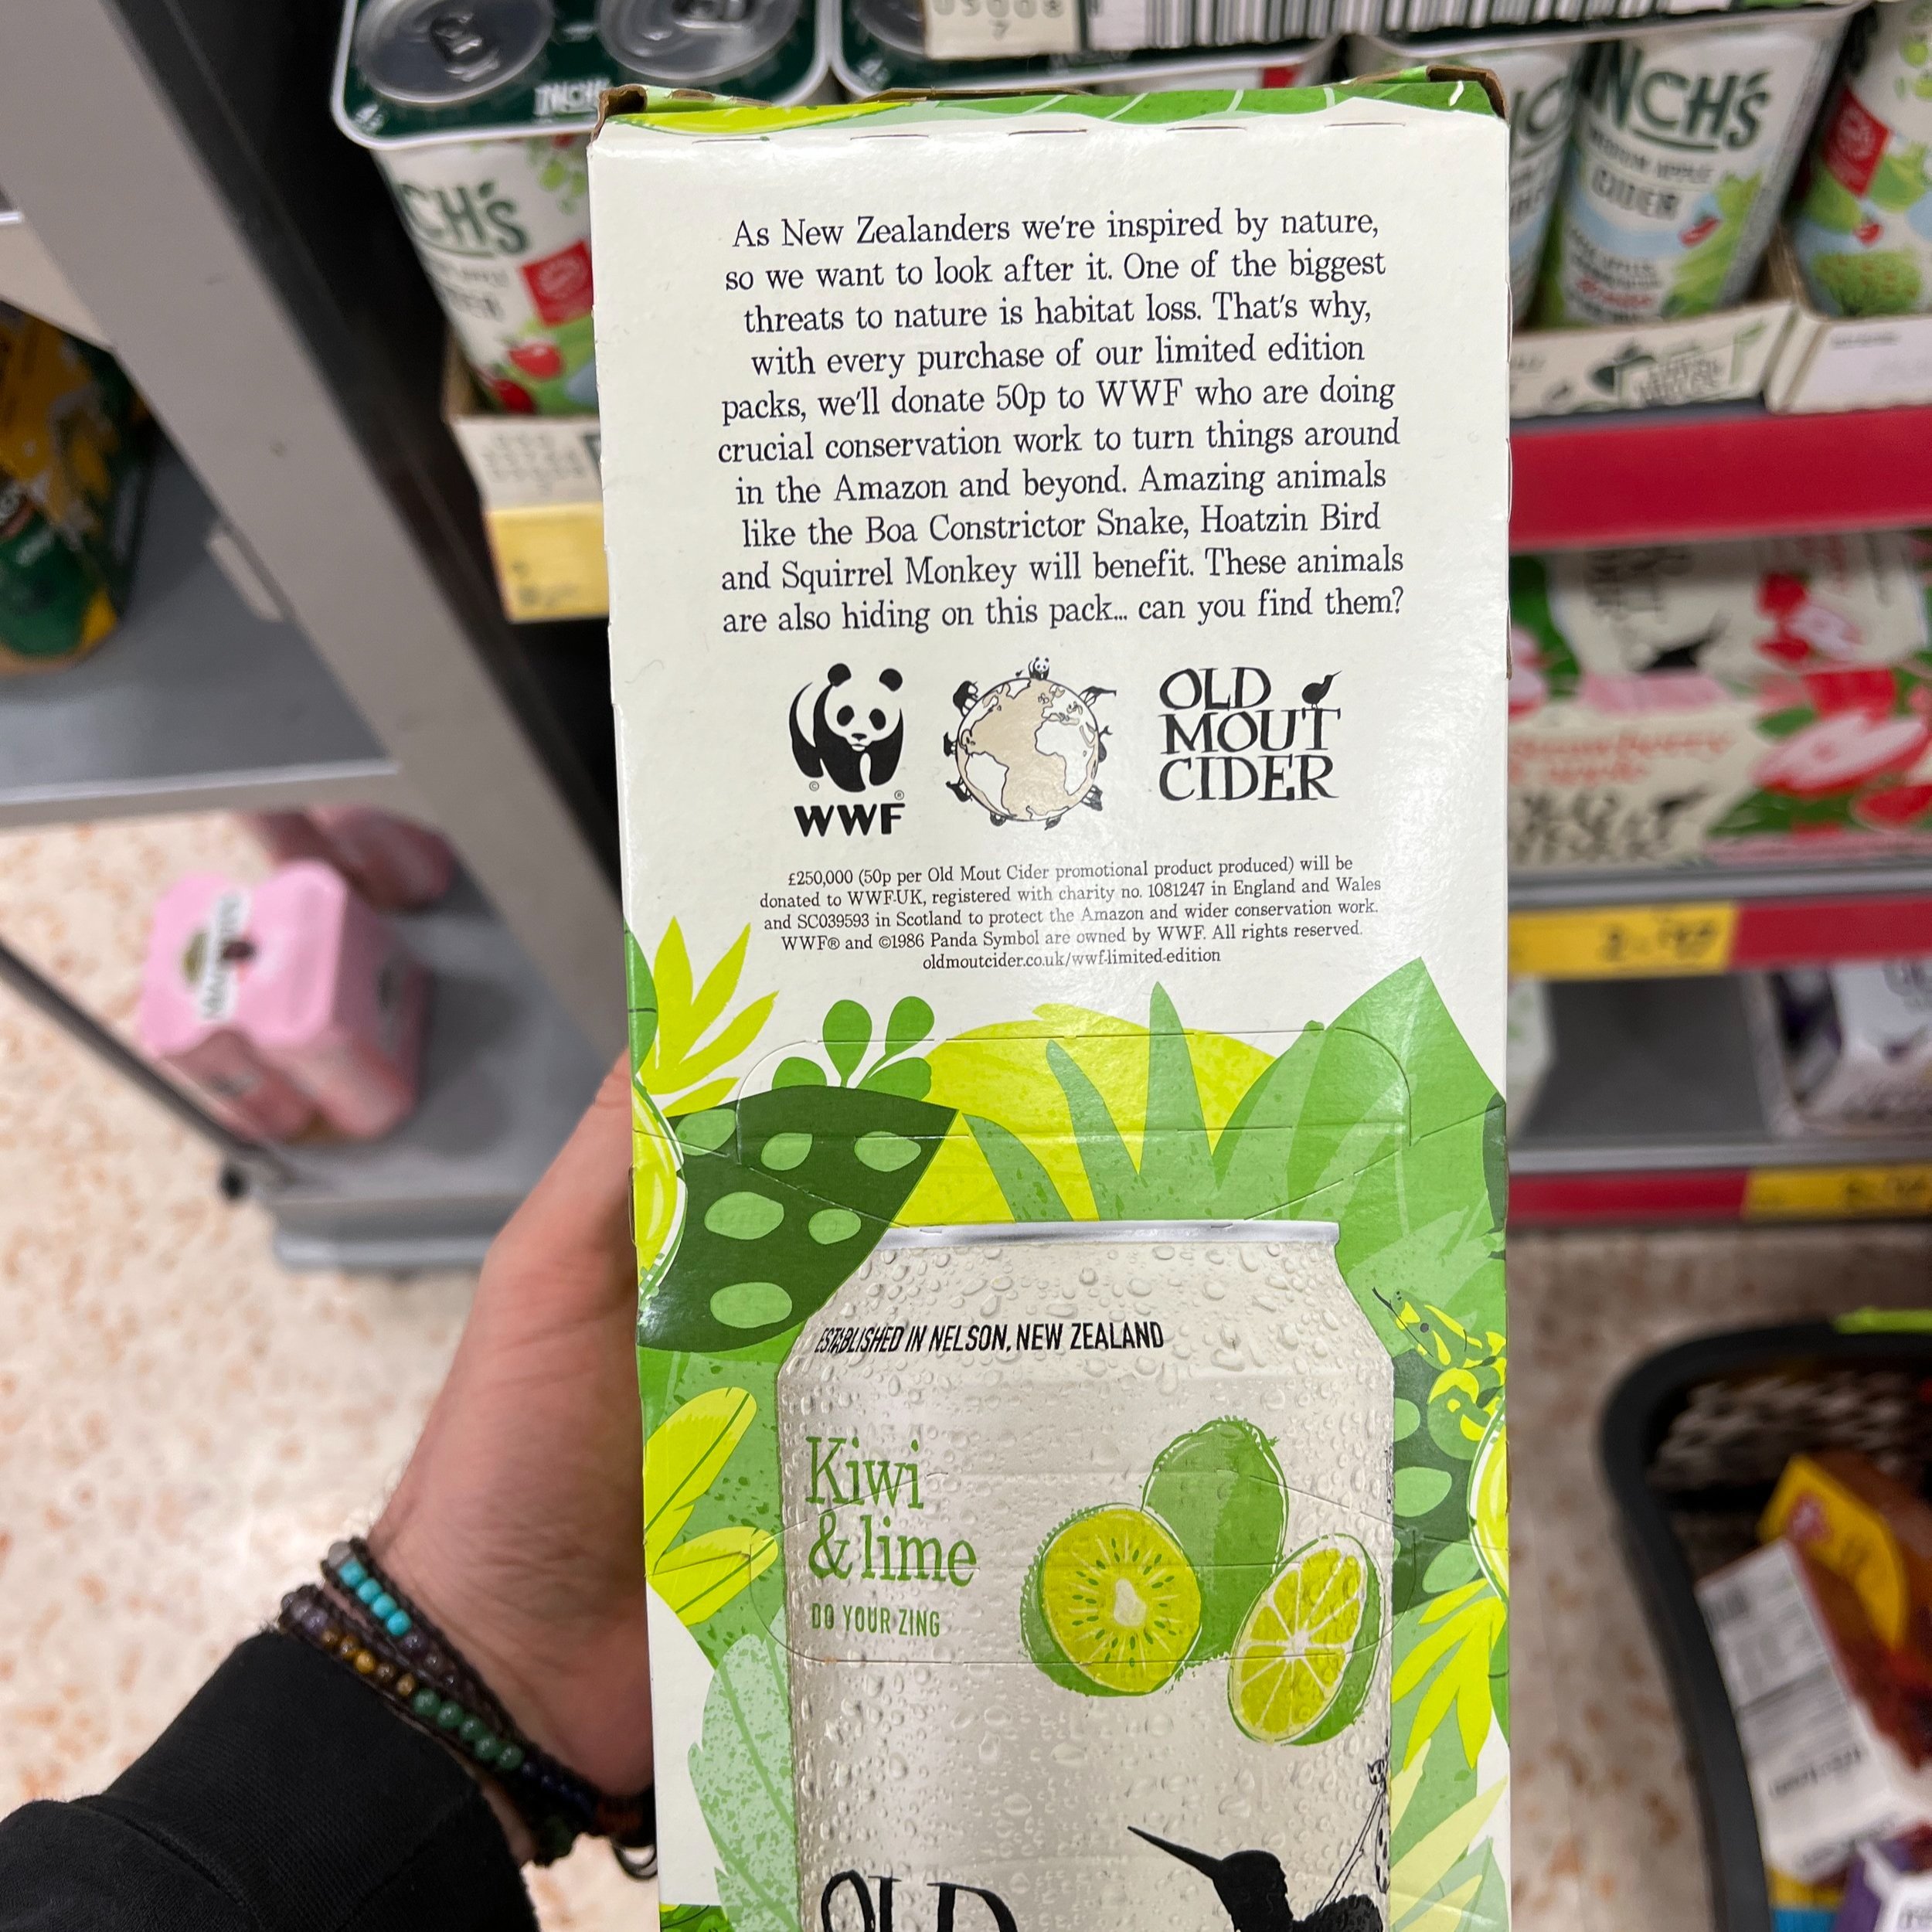 INCH'S
CH'S
NCH'S
MEDIUM APPLE
CIDER
As New Zealanders we're inspired by nature,
so we want to look after it. One of the biggest
threats to nature is habitat loss. That's why,
with every purchase of our limited edition
packs, we'll donate 50p to WWF who are doing
crucial conservation work to turn things around
in the Amazon and beyond. Amazing animals
like the Boa Constrictor Snake, Hoatzin Bird
and Squirrel Monkey will benefit. These animals
are also hiding on this pack... can you find them?
WWF
OLD
MOUT
CIDER
£250,000 (50p per Old Mout Cider promotional product produced) will be
donated to WWF-UK, registered with charity no. 1081247 in England and Wales
and SC039593 in Scotland to protect the Amazon and wider conservation work.
WWF® and ©1986 Panda Symbol are owned by WWF. All rights reserved.
oldmoutcider.co.uk/wwf-limited-edition
ESTABLISHED IN NELSON, NEW ZEALAND
Kiwi
& lime
DO YOUR ZING
OLD